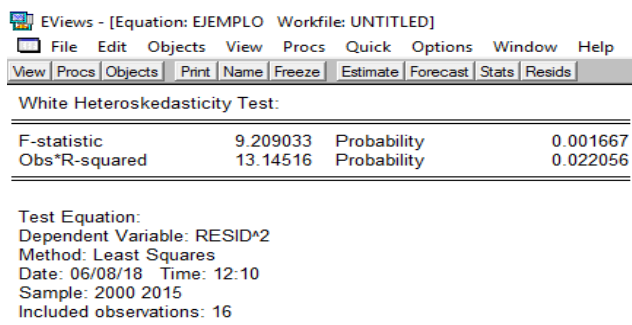 EViews - [Equation: EJEMPLO Workfile: UNTITLED]
File Edit Objects View Procs Quick Options Window Help
View Procs Objects Print Name Freeze Estimate Forecast Stats Resids
White Heteroskedasticity Test:
F-statistic 9.209033 Probability 0.001667
Obs*R-squared 13.14516 Probability 0.022056
Test Equation:
Dependent Variable: RESID^2
Method: Least Squares
Date: 06/08/18 Time: 12:10
Sample: 2000 2015
Included observations: 16